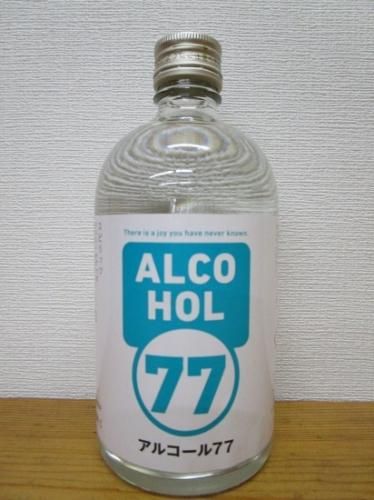 There is a joy you have never known.
ALCO
HOL
77
アルコール77